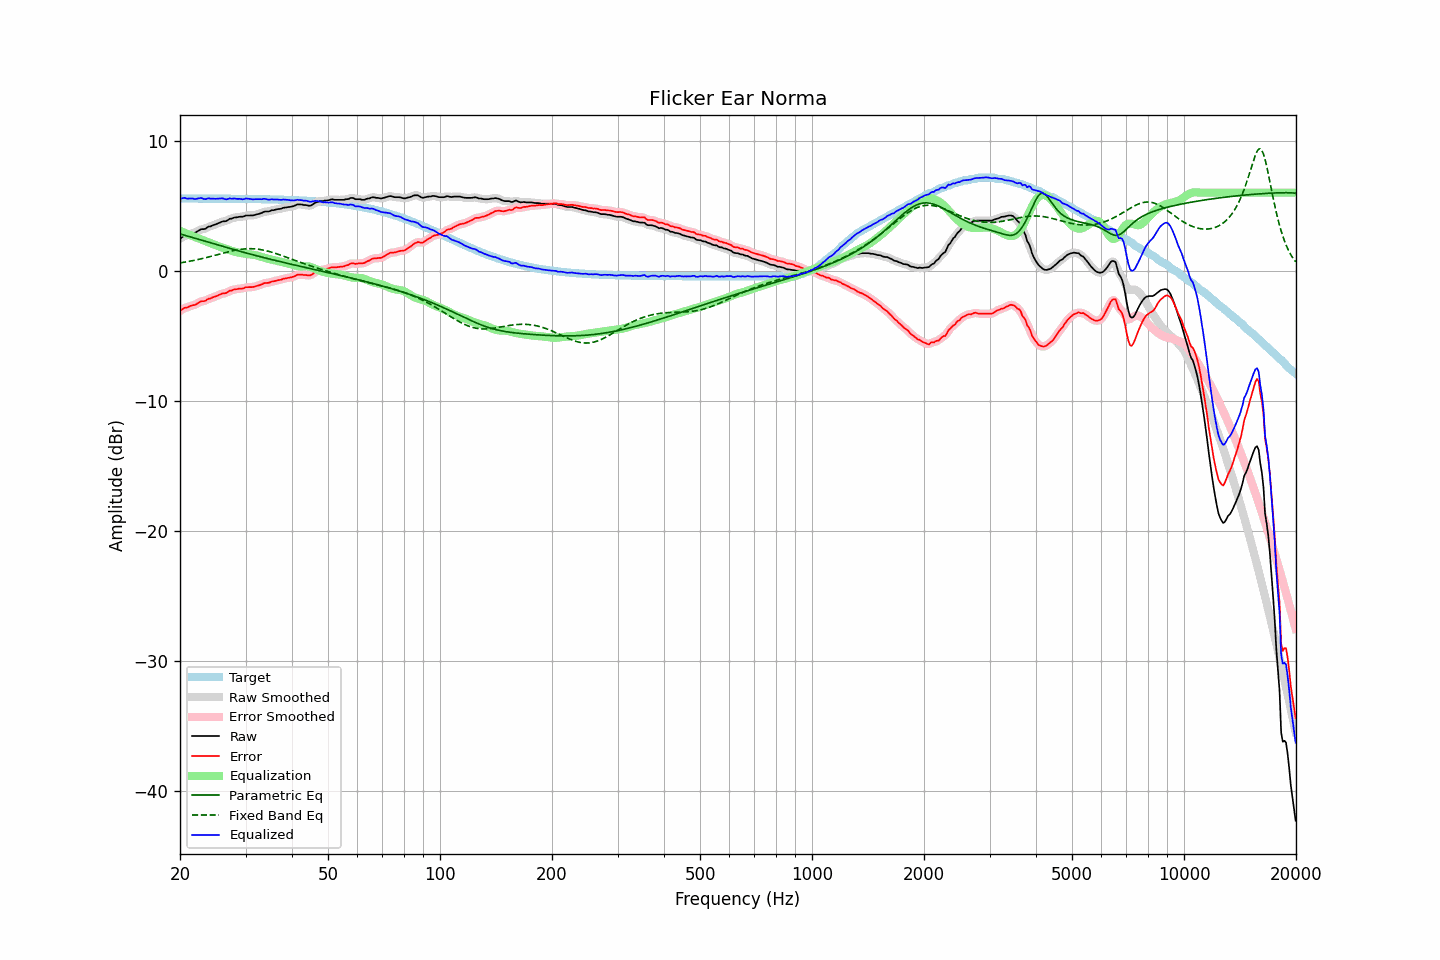 Flicker Ear Norma
10
0
−10
−20
−30
−40
Amplitude (dBr)
Target
Raw Smoothed
Error Smoothed
Raw
Error
Equalization
Parametric Eq
Fixed Band Eq
Equalized
20 50 100 200 500 1000 2000 5000 10000 20000
Frequency (Hz)